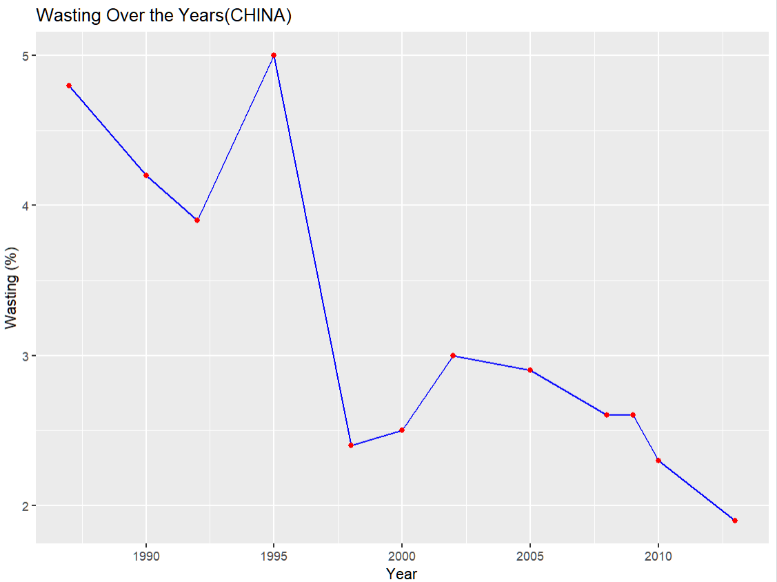 Wasting Over the Years(CHINA)
5
4
3
2
Wasting (%)
1990 1995 2000 2005 2010
Year